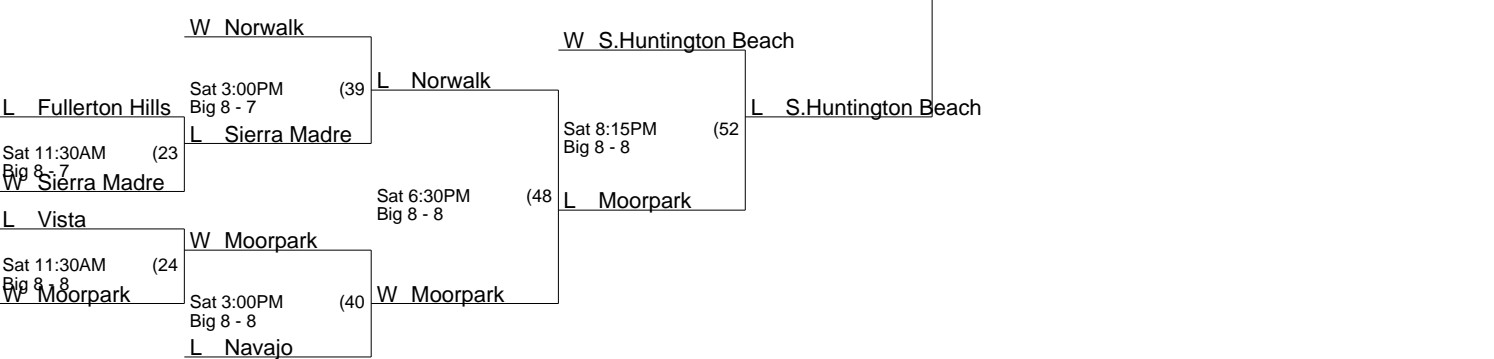 W Norwalk
Sat 3:00PM (39
Big 8 - 7
L Fullerton Hills
L Sierra Madre
Sat 11:30AM (23
Big 8 - 7
W Sierra Madre
L Vista
W Moorpark
Sat 11:30AM (24
Big 8 - 8
W Moorpark
Sat 3:00PM (40
Big 8 - 8
L Navajo
L Norwalk
Sat 6:30PM (48
Big 8 - 8
W Moorpark
W S.Huntington Beach
Sat 8:15PM (52
Big 8 - 8
L Moorpark
L S.Huntington Beach